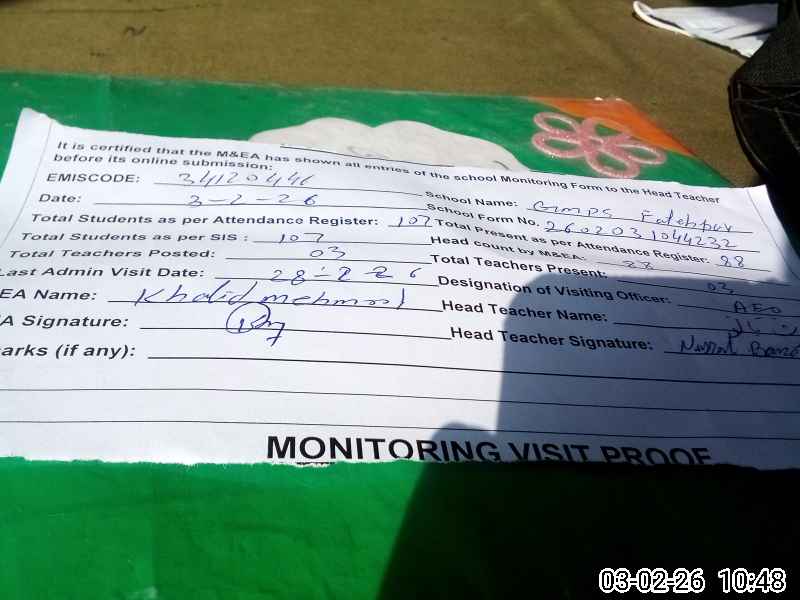 It is certified that the M&EA has shown all entries of the school Monitoring Form to the Head Teacher
before its online submission:
EMISCODE: 34120446 School Name: GMPS Fatehpur
Date: 3-2-26 School Form No. 2602031044232
Total Students as per Attendance Register: 107 Total Present as per Attendance Register: 88
Total Students as per SIS: 107 Head count by M&EA: 88
Total Teachers Posted: 03 Total Teachers Present: 03
Last Admin Visit Date: 28-2-26 Designation of Visiting Officer: AEO
EA Name: Khalid mehmood Head Teacher Name:
A Signature: Head Teacher Signature:
arks (if any):
MONITORING VISIT PROOF
03-02-26 10:48